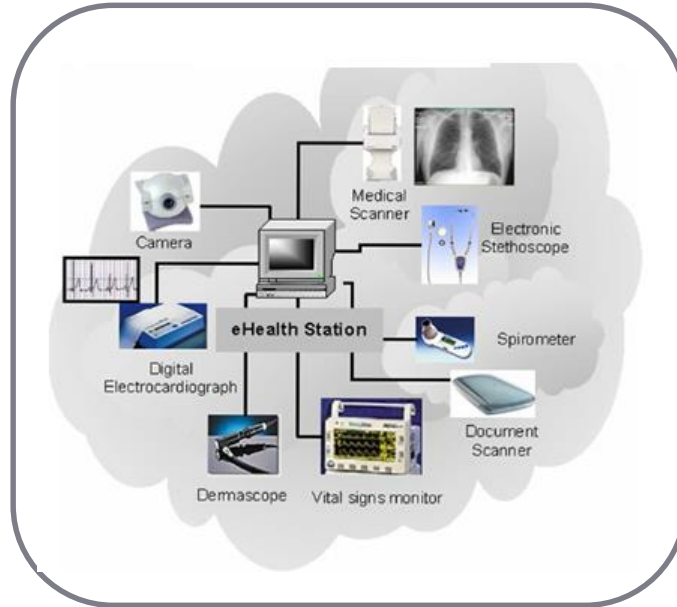 Medical
Scanner
Camera
Electronic
Stethoscope
eHealth Station
Spirometer
Digital
Electrocardiograph
Document
Scanner
Dermascope
Vital signs monitor